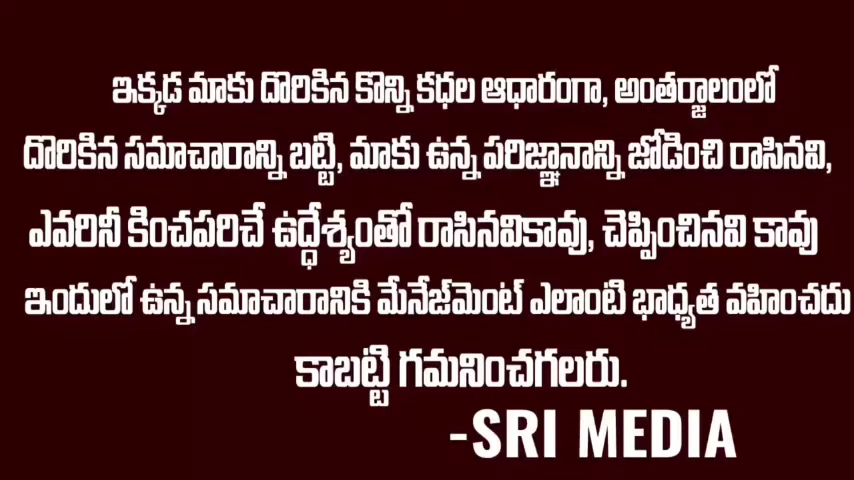 ఇక్కడ మాకు దొరికిన కొన్ని కధల ఆధారంగా, అంతర్జాలంలో
దొరికిన సమాచారాన్ని బట్టి, మాకు ఉన్న పరిజ్ఞానాన్ని జోడించి రాసినవి,
ఎవరినీ కించపరిచే ఉద్ధేశ్యంతో రాసినవికావు, చెప్పించినవి కావు
ఇందులో ఉన్న సమాచారానికి మేనేజ్‌మెంట్ ఎలాంటి భాధ్యత వహించదు
కాబట్టి గమనించగలరు.
-SRI MEDIA